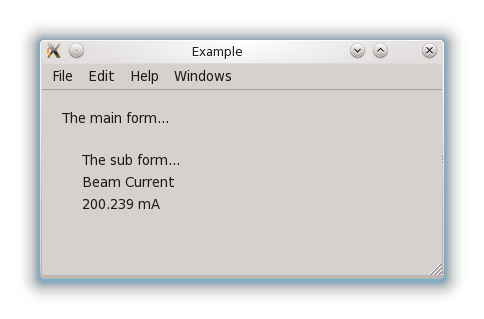 Example
File Edit Help Windows
The main form...
The sub form...
Beam Current
200.239 mA